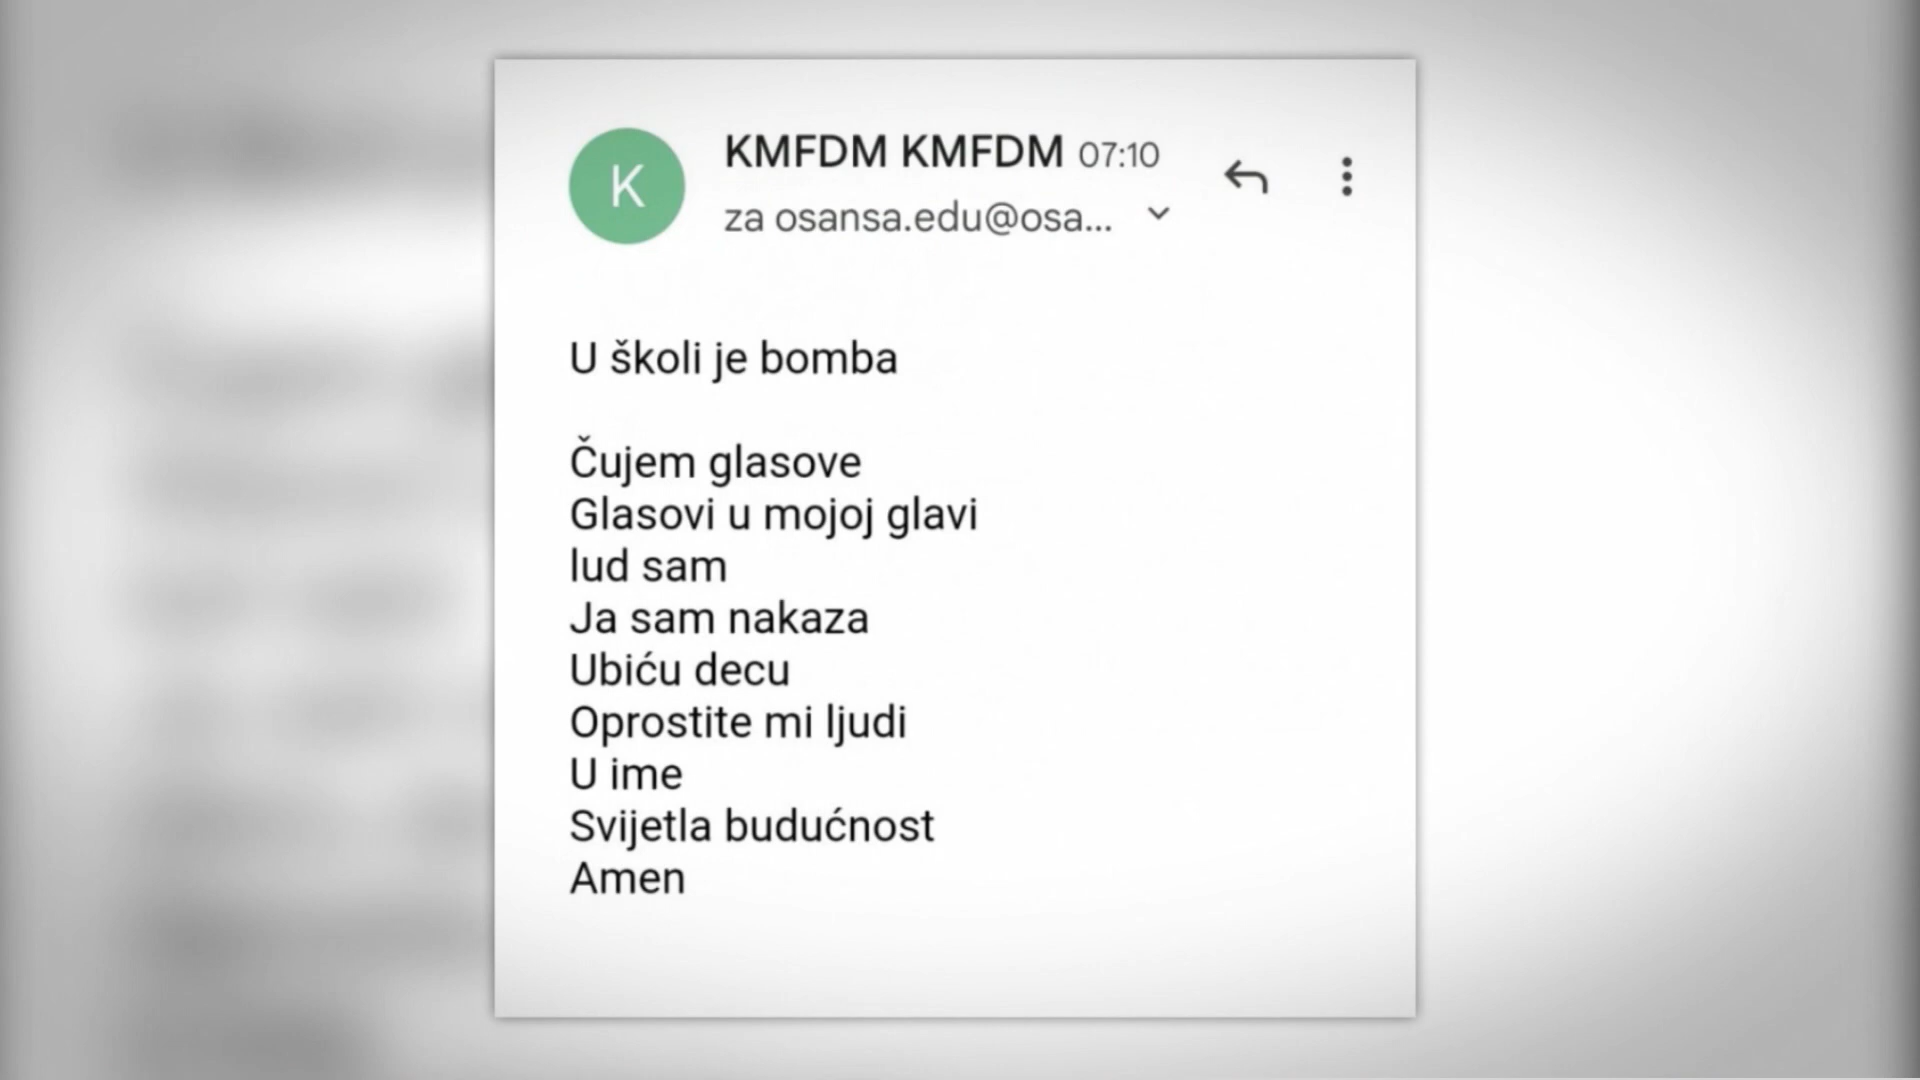 K
KMFDM KMFDM 07:10
za osansa.edu@osa...
U školi je bomba
Čujem glasove
Glasovi u mojoj glavi
lud sam
Ja sam nakaza
Ubiću decu
Oprostite mi ljudi
U ime
Svijetla budućnost
Amen